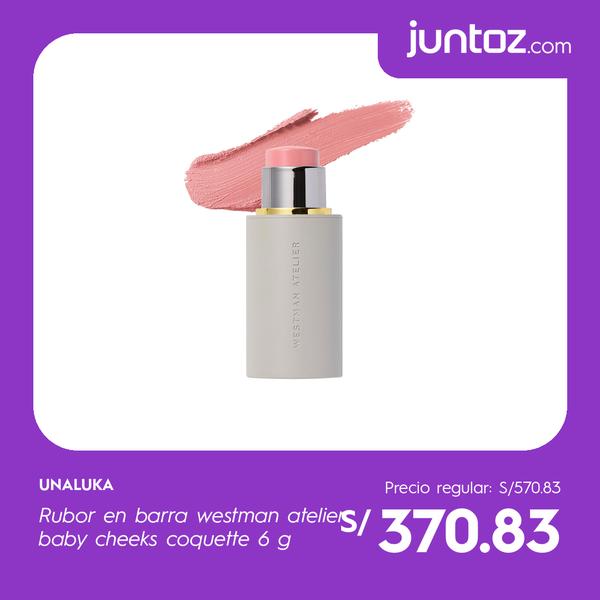 juntoz.com
WESTMAN ATELIER
UNALUKA
Rubor en barra westman atelier
baby cheeks coquette 6 g
Precio regular: S/570.83
S/ 370.83